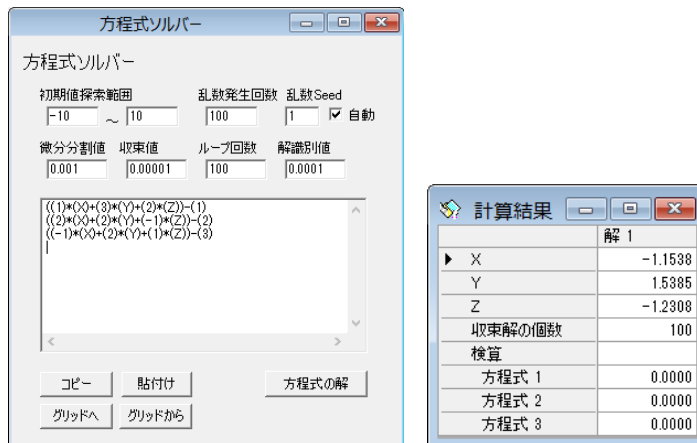 方程式ソルバー
方程式ソルバー
初期値探索範囲 乱数発生回数 乱数Seed
-10 ～ 10 100 1 自動
微分分割値 収束値 ループ回数 解識別値
0.001 0.00001 100 0.0001
((1)*(X)+(3)*(Y)+(2)*(Z))-(1)
((2)*(X)+(2)*(Y)+(-1)*(Z))-(2)
((-1)*(X)+(2)*(Y)+(1)*(Z))-(3)
コピー 貼付け 方程式の解
グリッドへ グリッドから
計算結果
解 1
X -1.1538
Y 1.5385
Z -1.2308
収束解の個数 100
検算
方程式 1 0.0000
方程式 2 0.0000
方程式 3 0.0000